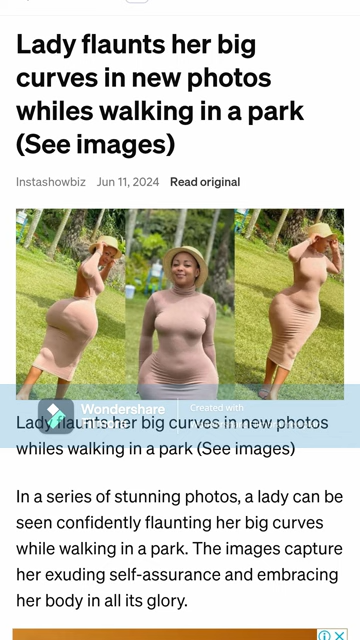 Lady flaunts her big
curves in new photos
whiles walking in a park
(See images)
Instashowbiz Jun 11, 2024 Read original
Wondershare
Created with
Lady flaunts her big curves in new photos
whiles walking in a park (See images)
In a series of stunning photos, a lady can be
seen confidently flaunting her big curves
while walking in a park. The images capture
her exuding self-assurance and embracing
her body in all its glory.